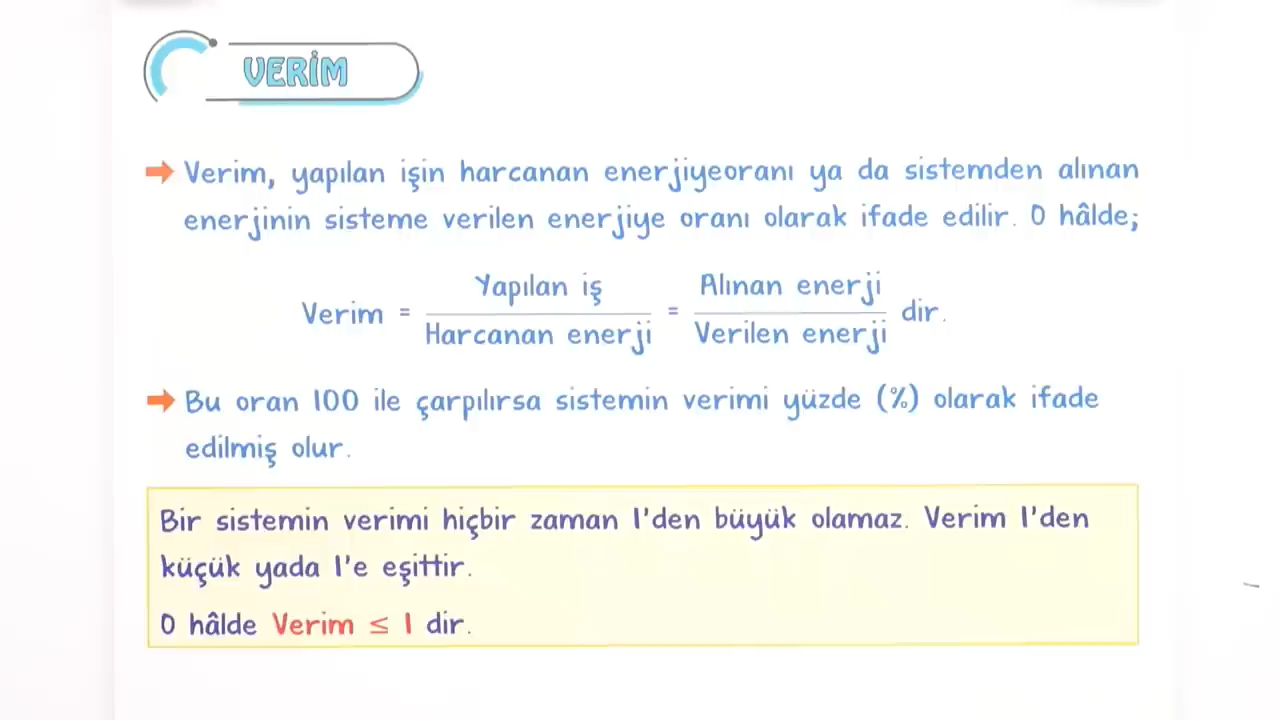 VERİM
Verim, yapılan işin harcanan enerjiyeoranı ya da sistemden alınan
enerjinin sisteme verilen enerjiye oranı olarak ifade edilir. O hâlde;
Verim = Yapılan iş / Harcanan enerji = Alınan enerji / Verilen enerji dir.
Bu oran 100 ile çarpılırsa sistemin verimi yüzde (%) olarak ifade
edilmiş olur.
Bir sistemin verimi hiçbir zaman 1'den büyük olamaz. Verim 1'den
küçük yada 1'e eşittir.
O hâlde Verim ≤ 1 dir.